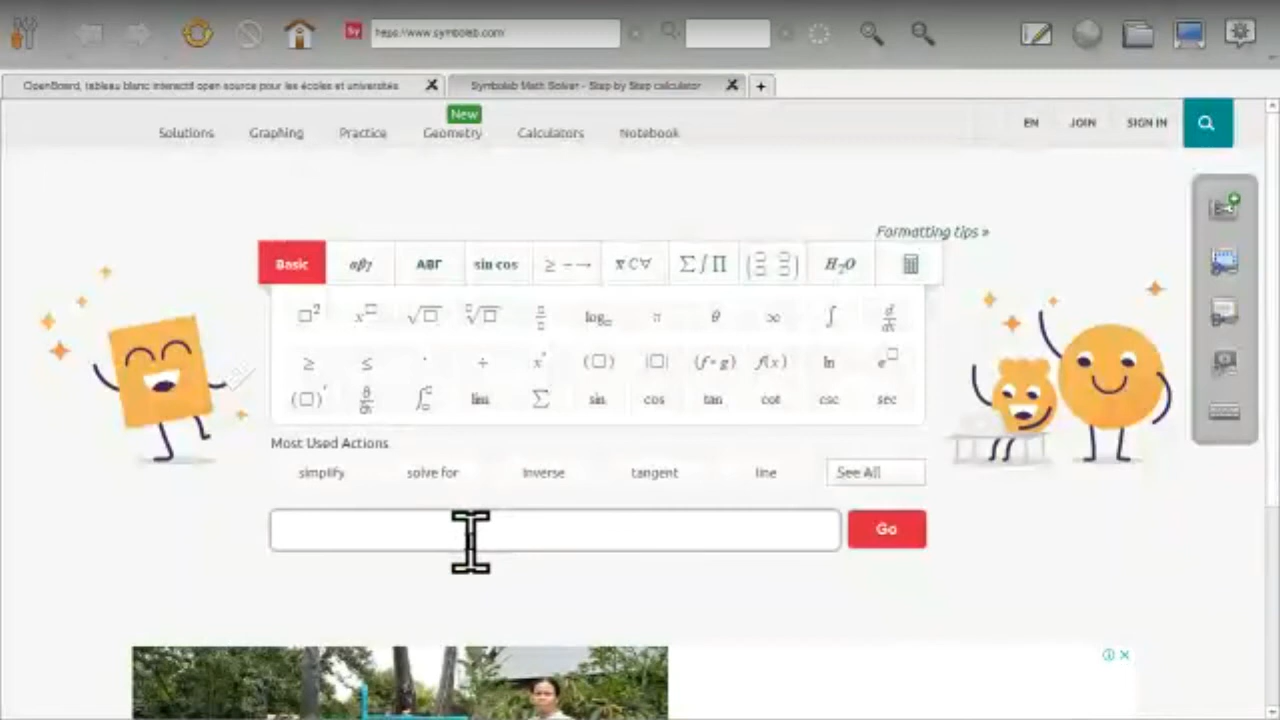 Sy https://www.symbolab.com/
OpenBoard, tableau blanc interactif open source pour les écoles et universités
Symbolab Math Solver - Step by Step calculator
New
Solutions Graphing Practice Geometry Calculators Notebook
EN JOIN SIGN IN
Formatting tips »
Basic αβγ ΑΒΓ sin cos ≥ ÷ → π C ∀ ∑ ∫ ∏ (☐ ☐) H₂O
☐² x^☐ √☐ ⁿ√☐ ☐/☐ log☐ π θ ∞ ∫ d/dx
≥ ≤ · ÷ x° (☐) |☐| (f∘g) f(x) ln e^☐
(☐)′ ∂/∂x ∫☐☐ lim ∑ sin cos tan cot csc sec
Most Used Actions
simplify solve for inverse tangent line See All
Go